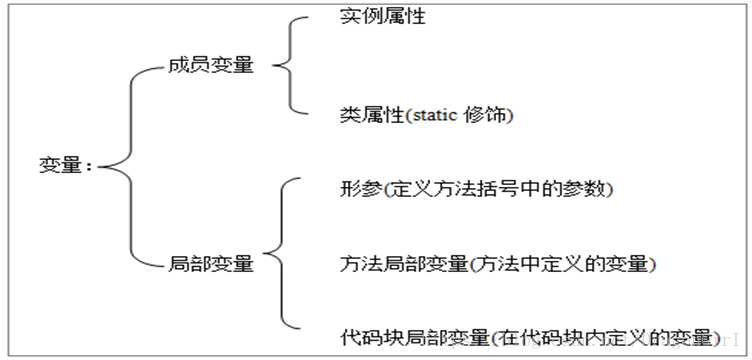 实例属性
成员变量
类属性(static 修饰)
变量：
形参(定义方法括号中的参数)
局部变量
方法局部变量(方法中定义的变量)
代码块局部变量(在代码块内定义的变量)